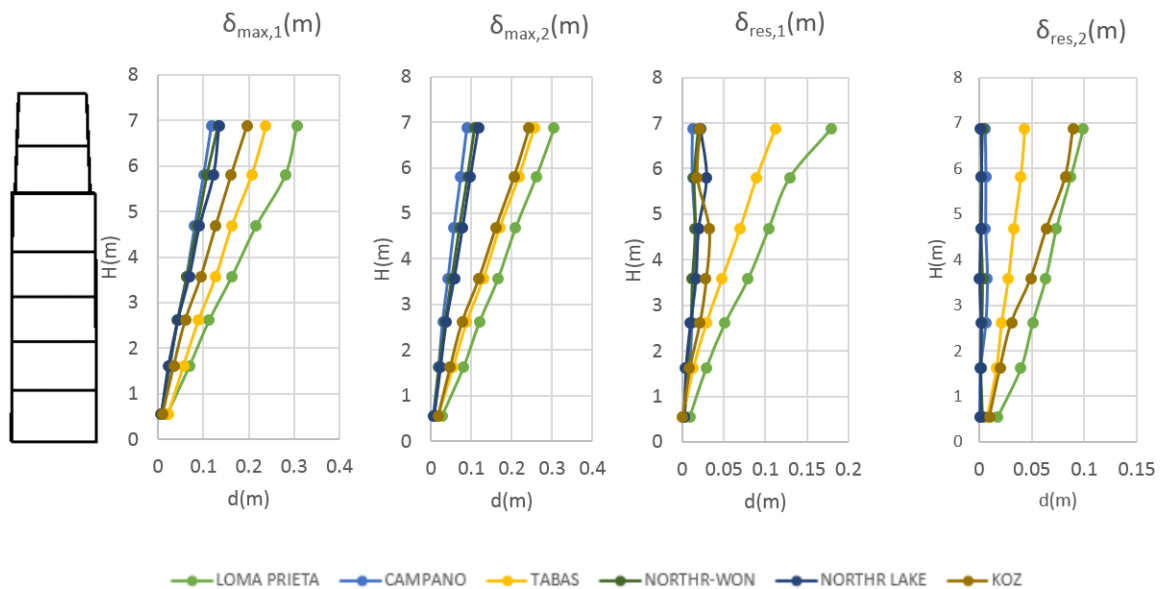 δmax,1(m)
δmax,2(m)
δres,1(m)
δres,2(m)
8
7
6
5
4
3
2
1
0
H(m)
0 0.1 0.2 0.3 0.4
d(m)
8
7
6
5
4
3
2
1
0
H(m)
0 0.1 0.2 0.3 0.4
d(m)
8
7
6
5
4
3
2
1
0
H(m)
0 0.05 0.1 0.15 0.2
d(m)
8
7
6
5
4
3
2
1
0
H(m)
0 0.05 0.1 0.15
d(m)
LOMA PRIETA CAMPANO TABAS NORTHR-WON NORTHR LAKE KOZ